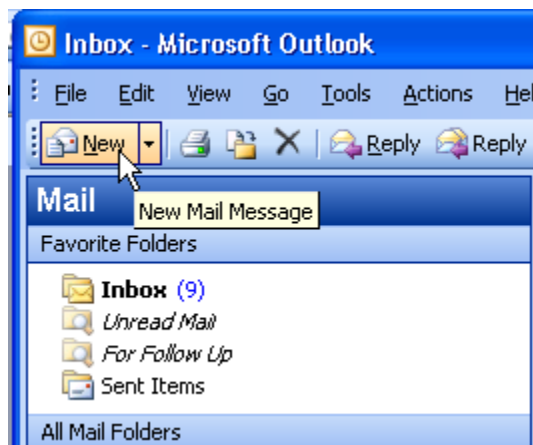 Inbox - Microsoft Outlook
File Edit View Go Tools Actions
New Reply Reply
Mail
New Mail Message
Favorite Folders
Inbox (9)
Unread Mail
For Follow Up
Sent Items
All Mail Folders